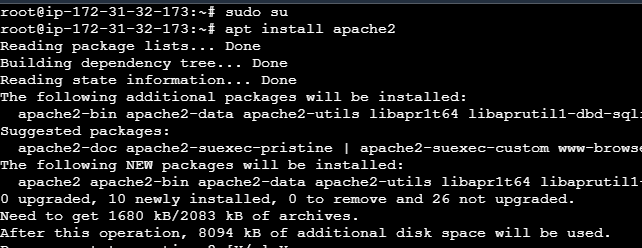 root@ip-172-31-32-173:~# sudo su
root@ip-172-31-32-173:~# apt install apache2
Reading package lists... Done
Building dependency tree... Done
Reading state information... Done
The following additional packages will be installed:
  apache2-bin apache2-data apache2-utils libapr1t64 libaprutil1-dbd-sqli
Suggested packages:
  apache2-doc apache2-suexec-pristine | apache2-suexec-custom www-browse
The following NEW packages will be installed:
  apache2 apache2-bin apache2-data apache2-utils libapr1t64 libaprutil1-
0 upgraded, 10 newly installed, 0 to remove and 26 not upgraded.
Need to get 1680 kB/2083 kB of archives.
After this operation, 8094 kB of additional disk space will be used.